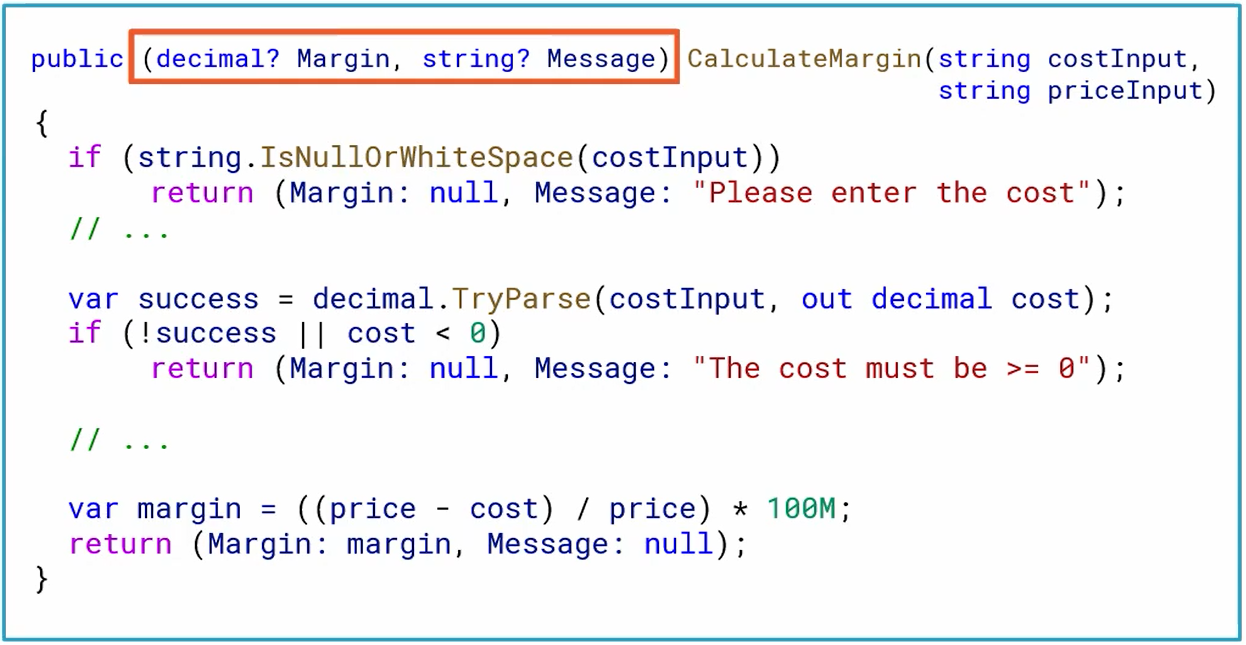 public (decimal? Margin, string? Message) CalculateMargin(string costInput,
string priceInput)
{
if (string.IsNullOrWhiteSpace(costInput))
return (Margin: null, Message: "Please enter the cost");
// ...
var success = decimal.TryParse(costInput, out decimal cost);
if (!success || cost < 0)
return (Margin: null, Message: "The cost must be >= 0");
// ...
var margin = ((price - cost) / price) * 100M;
return (Margin: margin, Message: null);
}